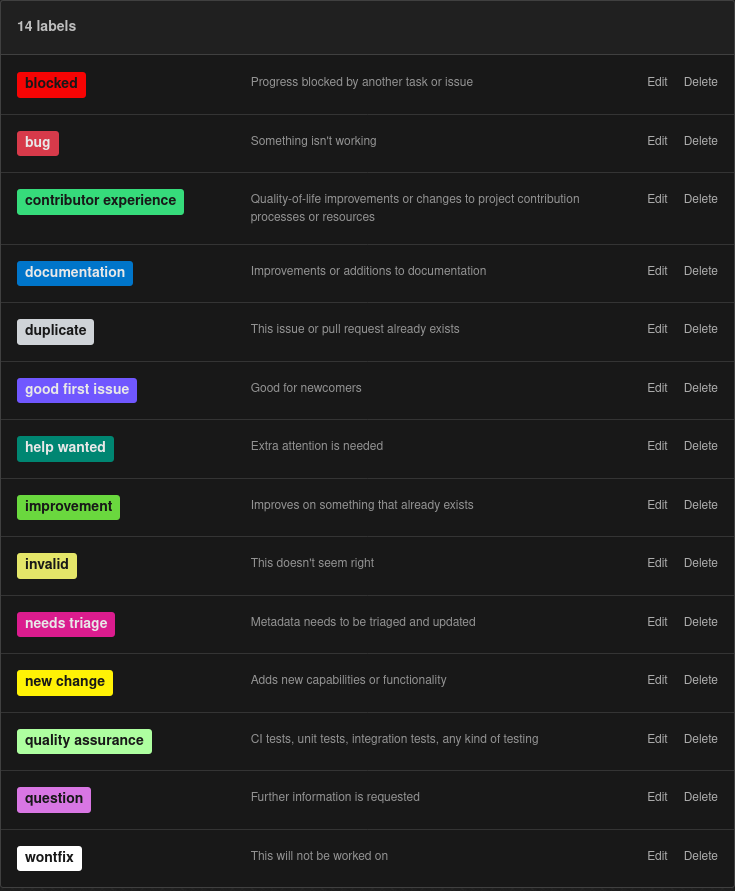 14 labels
blocked Progress blocked by another task or issue Edit Delete
bug Something isn't working Edit Delete
contributor experience Quality-of-life improvements or changes to project contribution Edit Delete
processes or resources
documentation Improvements or additions to documentation Edit Delete
duplicate This issue or pull request already exists Edit Delete
good first issue Good for newcomers Edit Delete
help wanted Extra attention is needed Edit Delete
improvement Improves on something that already exists Edit Delete
invalid This doesn't seem right Edit Delete
needs triage Metadata needs to be triaged and updated Edit Delete
new change Adds new capabilities or functionality Edit Delete
quality assurance CI tests, unit tests, integration tests, any kind of testing Edit Delete
question Further information is requested Edit Delete
wontfix This will not be worked on Edit Delete